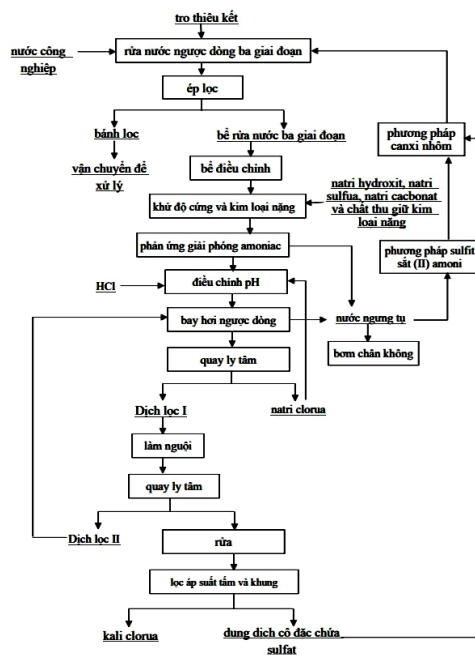 tro thiêu kết
nước công
nghiệp
rửa nước ngược dòng ba giai đoạn
ép lọc
bánh lọc
bể rửa nước ba giai đoạn
phương pháp
canxi nhôm
vận chuyển để
xử lý
bể điều chỉnh
khử độ cứng và kim loại nặng
natri hydroxit, natri
sulfua, natri cacbonat
và chất thu giữ kim
loại nặng
phản ứng giải phóng amoniac
phương pháp sulfit
sắt (II) amoni
HCl
điều chỉnh pH
bay hơi ngược dòng
nước ngưng tụ
quay ly tâm
bơm chân không
Dịch lọc I
natri clorua
làm nguội
quay ly tâm
Dịch lọc II
rửa
lọc áp suất tấm và khung
kali clorua
dung dịch cô đặc chứa
sulfat